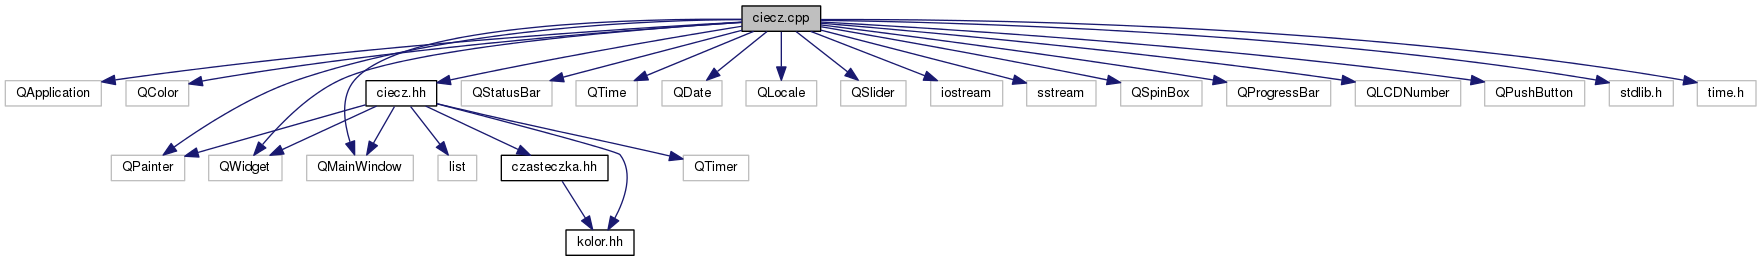 ciecz.cpp
QApplication
QColor
ciecz.hh
QStatusBar
QTime
QDate
QLocale
QSlider
iostream
sstream
QSpinBox
QProgressBar
QLCDNumber
QPushButton
stdlib.h
time.h
QPainter
QWidget
QMainWindow
list
czasteczka.hh
QTimer
kolor.hh